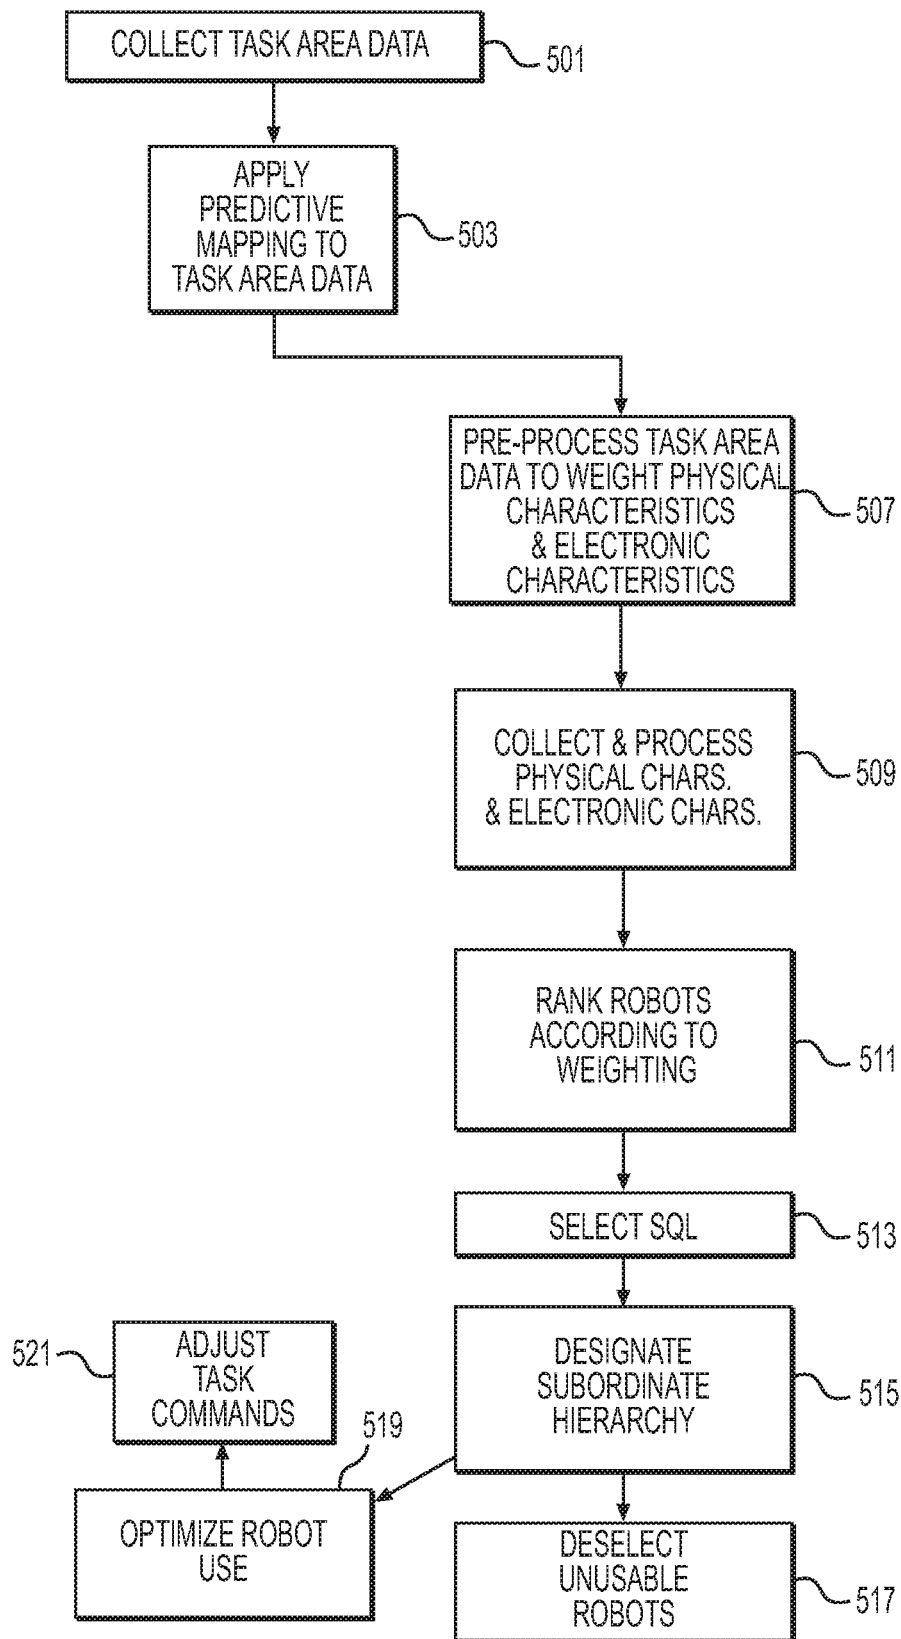 COLLECT TASK AREA DATA
501
APPLY
PREDICTIVE
MAPPING TO
TASK AREA DATA
503
PRE-PROCESS TASK AREA
DATA TO WEIGHT PHYSICAL
CHARACTERISTICS
& ELECTRONIC
CHARACTERISTICS
507
COLLECT & PROCESS
PHYSICAL CHARS.
& ELECTRONIC CHARS.
509
RANK ROBOTS
ACCORDING TO
WEIGHTING
511
SELECT SQL
513
DESIGNATE
SUBORDINATE
HIERARCHY
515
521
ADJUST
TASK
COMMANDS
519
OPTIMIZE ROBOT
USE
DESELECT
UNUSABLE
ROBOTS
517